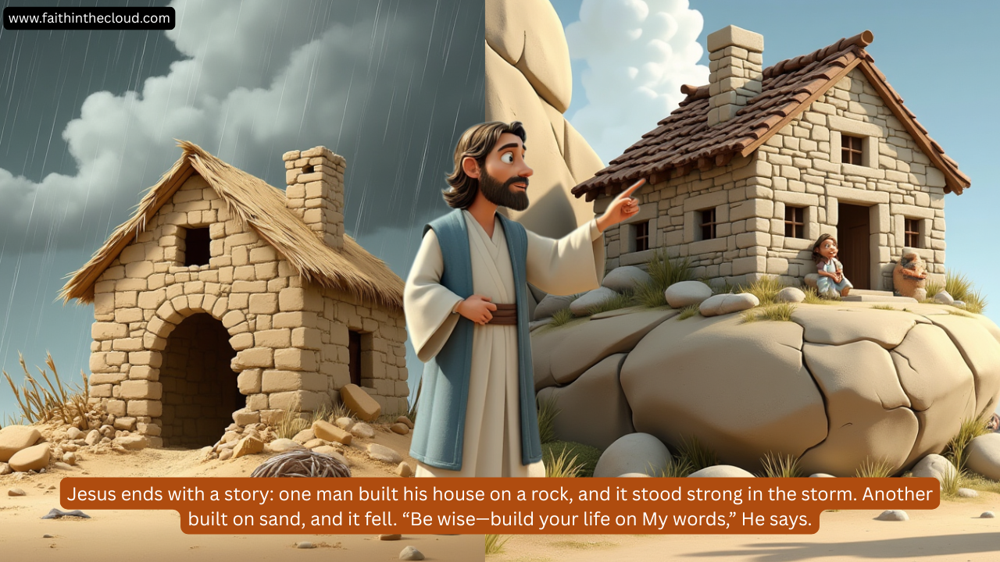 www.faithinthecloud.com
Jesus ends with a story: one man built his house on a rock, and it stood strong in the storm. Another
built on sand, and it fell. “Be wise—build your life on My words,” He says.